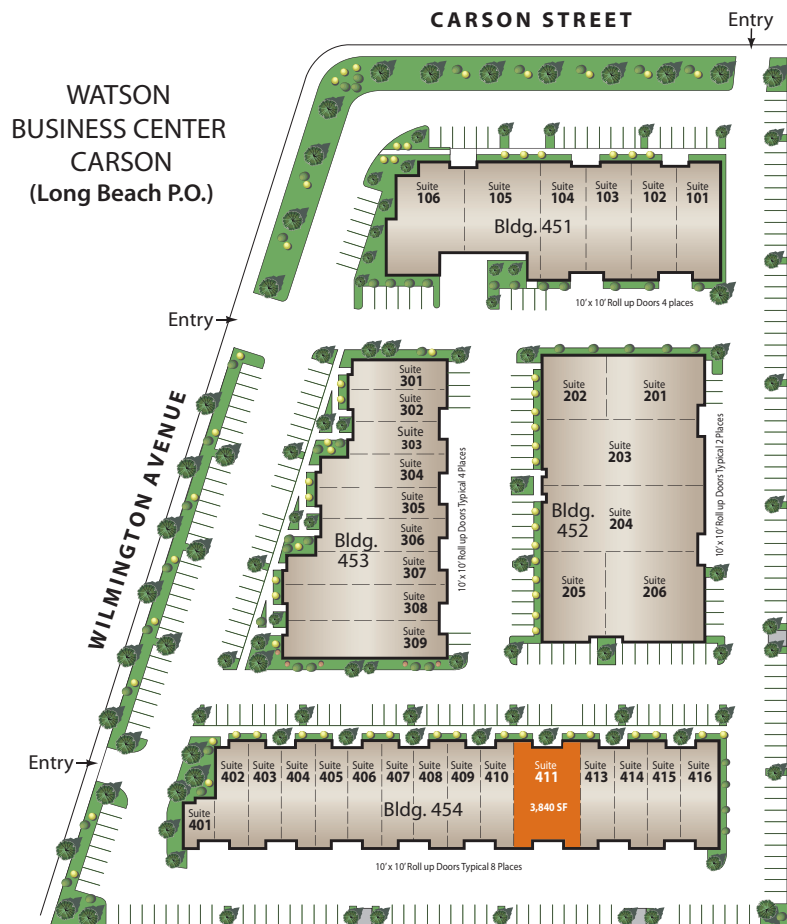 CARSON STREET
Entry
WATSON
BUSINESS CENTER
CARSON
(Long Beach P.O.)
Suite
106
Suite
105
Suite
104
Suite
103
Suite
102
Suite
101
Bldg. 451
10' x 10' Roll up Doors 4 places
Entry
WILMINGTON AVENUE
Suite
301
Suite
302
Suite
303
Suite
304
Suite
305
Suite
306
Suite
307
Suite
308
Suite
309
Bldg.
453
10' x 10' Roll up Doors Typical 4 Places
Suite
202
Suite
201
Suite
203
Suite
204
Bldg.
452
Suite
205
Suite
206
10' x 10' Roll up Doors Typical 2 Places
Entry
Suite
401
Suite
402
Suite
403
Suite
404
Suite
405
Suite
406
Suite
407
Suite
408
Suite
409
Suite
410
Suite
411
3,840 SF
Suite
413
Suite
414
Suite
415
Suite
416
Bldg. 454
10' x 10' Roll up Doors Typical 8 Places